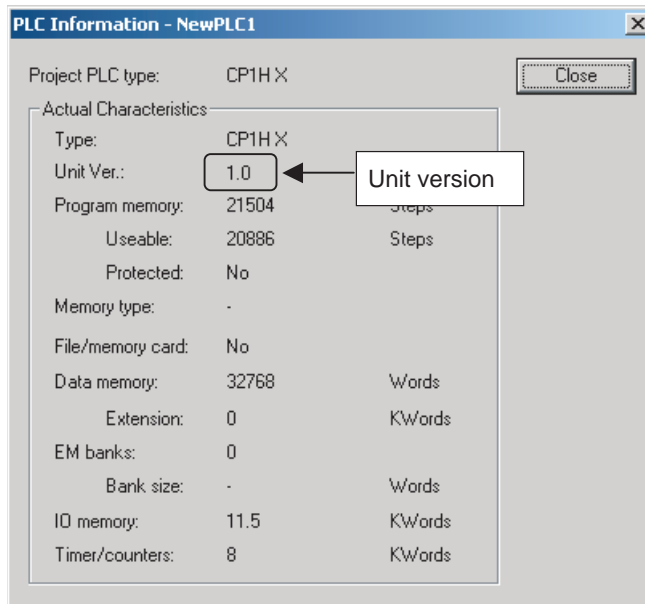 PLC Information - NewPLC1
Project PLC type: CP1H X Close
Actual Characteristics
Type: CP1H X
Unit Ver.: 1.0 Unit version
Program memory: 21504 Steps
Useable: 20886 Steps
Protected: No
Memory type: -
File/memory card: No
Data memory: 32768 Words
Extension: 0 KWords
EM banks: 0
Bank size: - Words
IO memory: 11.5 KWords
Timer/counters: 8 KWords